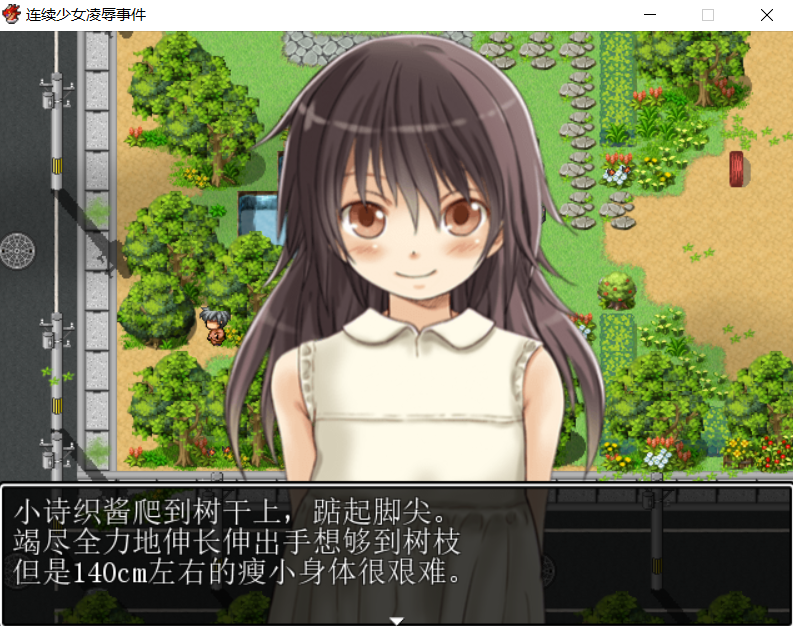 连续少女凌辱事件
小诗织酱爬到树干上，踮起脚尖。
竭尽全力地伸长伸出手想够到树枝
但是140cm左右的瘦小身体很艰难。